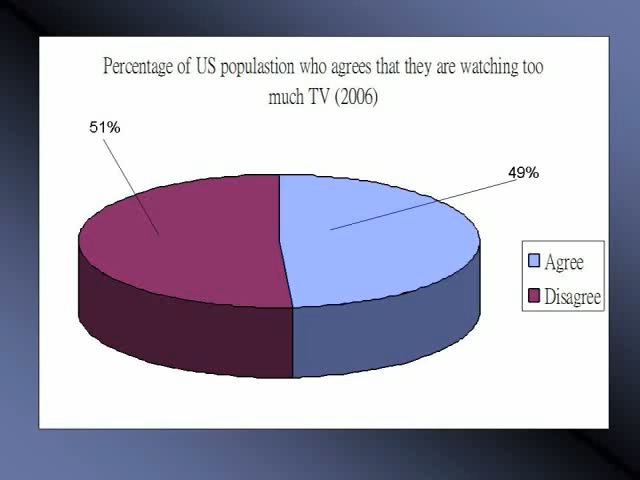 Percentage of US populastion who agrees that they are watching too
much TV (2006)
51%
49%
Agree
Disagree